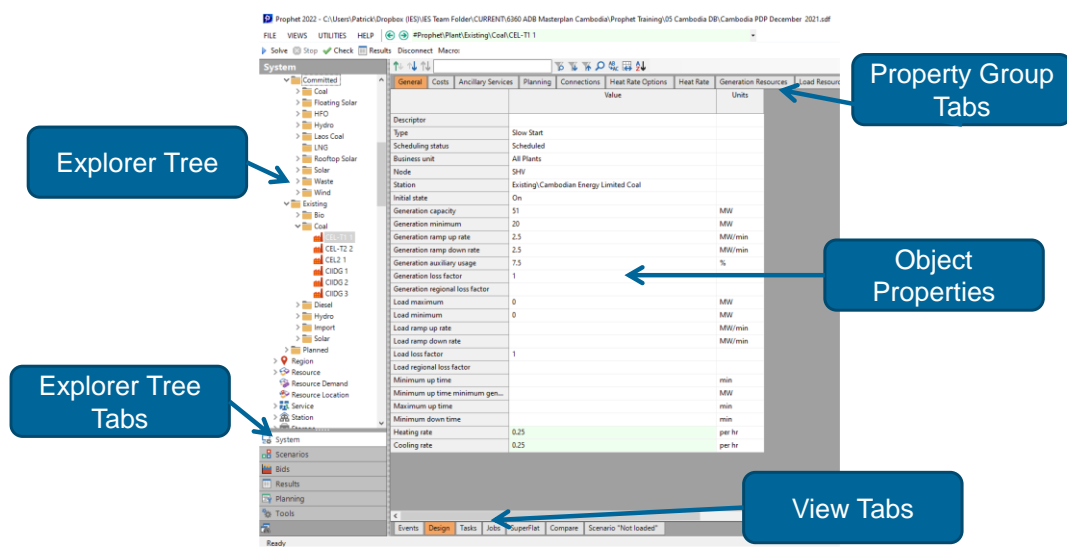 Prophet 2022 - C:\Users\Patrick\Dropbox (IES)\IES Team Folder\CURRENT\6360 ADB Masterplan Cambodia\Prophet Training\05 Cambodia DB\Cambodia PDP December 2021.sdf
FILE VIEWS UTILITIES HELP #Prophet\Plant\Existing\Coal\CEL-T1 1
Solve Stop Check Results Disconnect Macro:
System
General Costs Ancillary Services Planning Connections Heat Rate Options Heat Rate Generation Resources Load Resourc
Property Group
Tabs
Explorer Tree
Object
Properties
Explorer Tree
Tabs
View Tabs
Committed
Coal
Floating Solar
HFO
Hydro
Laos Coal
LNG
Rooftop Solar
Solar
Waste
Wind
Existing
Bio
Coal
CEL-T1 1
CEL-T2 2
CEL2 1
CIIDG 1
CIIDG 2
CIIDG 3
Diesel
Hydro
Import
Solar
Planned
Region
Resource
Resource Demand
Resource Location
Service
Station
System
Scenarios
Bids
Results
Planning
Tools
Value Units
Descriptor
Type Slow Start
Scheduling status Scheduled
Business unit All Plants
Node SHV
Station Existing\Cambodian Energy Limited Coal
Initial state On
Generation capacity 51 MW
Generation minimum 20 MW
Generation ramp up rate 2.5 MW/min
Generation ramp down rate 2.5 MW/min
Generation auxiliary usage 7.5 %
Generation loss factor 1
Generation regional loss factor
Load maximum 0 MW
Load minimum 0 MW
Load ramp up rate MW/min
Load ramp down rate MW/min
Load loss factor 1
Load regional loss factor
Minimum up time min
Minimum up time minimum gen... MW
Maximum up time min
Minimum down time min
Heating rate 0.25 per hr
Cooling rate 0.25 per hr
Events Design Tasks Jobs SuperFlat Compare Scenario "Not loaded"
Ready